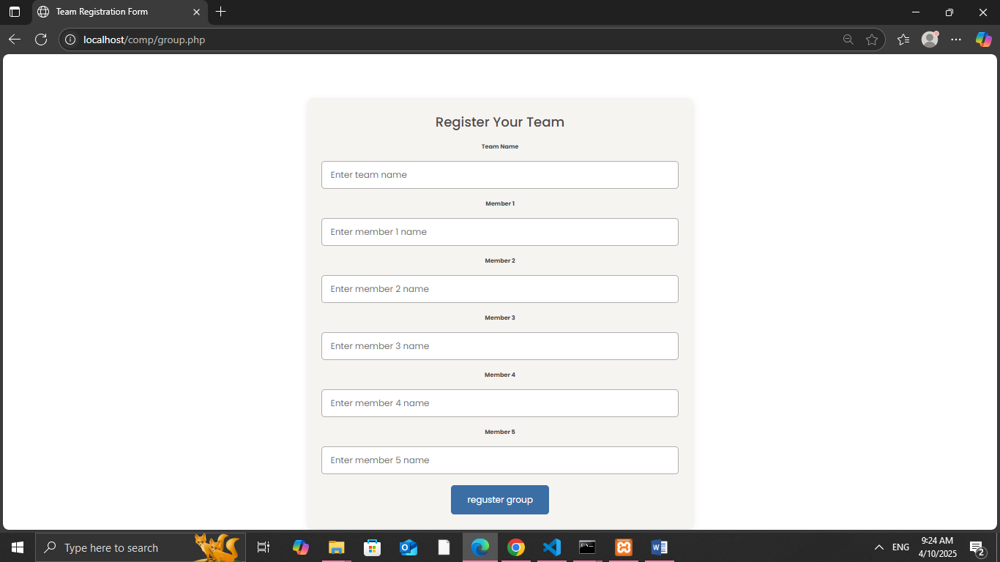 Team Registration Form
localhost/comp/group.php
Register Your Team
Team Name
Enter team name
Member 1
Enter member 1 name
Member 2
Enter member 2 name
Member 3
Enter member 3 name
Member 4
Enter member 4 name
Member 5
Enter member 5 name
reguster group
Type here to search
ENG
9:24 AM
4/10/2025
2